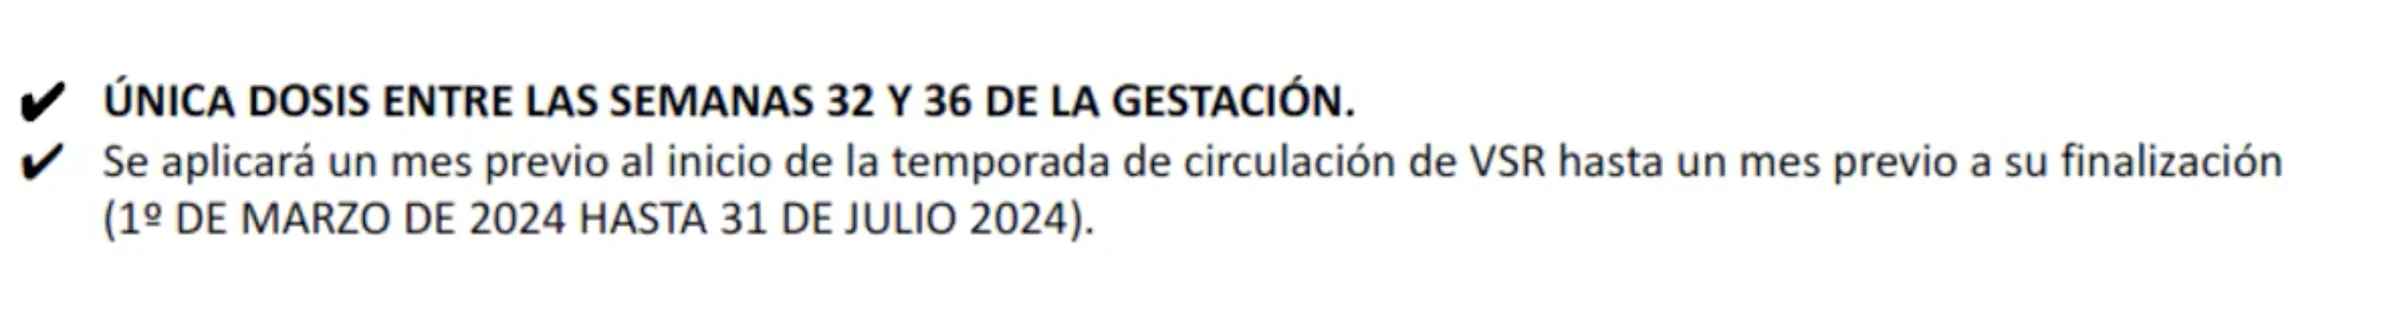 ✔ ÚNICA DOSIS ENTRE LAS SEMANAS 32 Y 36 DE LA GESTACIÓN.
✔ Se aplicará un mes previo al inicio de la temporada de circulación de VSR hasta un mes previo a su finalización
(1º DE MARZO DE 2024 HASTA 31 DE JULIO 2024).